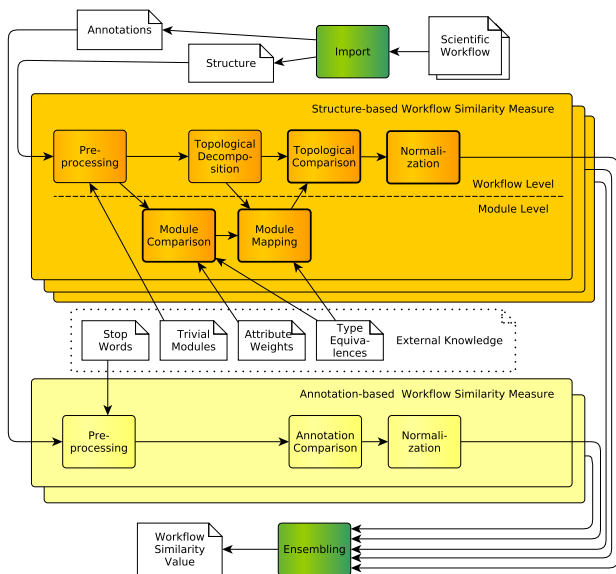 Annotations
Import
Scientific
Workflow
Structure
Structure-based Workflow Similarity Measure
Pre-
processing
Topological
Decompo-
sition
Topological
Comparison
Normali-
zation
Workflow Level
Module Level
Module
Comparison
Module
Mapping
Stop
Words
Trivial
Modules
Attribute
Weights
Type
Equiva-
lences
External Knowledge
Annotation-based Workflow Similarity Measure
Pre-
processing
Annotation
Comparison
Normali-
zation
Workflow
Similarity
Value
Ensembling